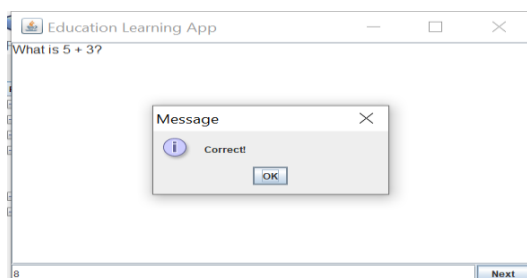 Education Learning App
What is 5 + 3?
Message
Correct!
OK
8
Next